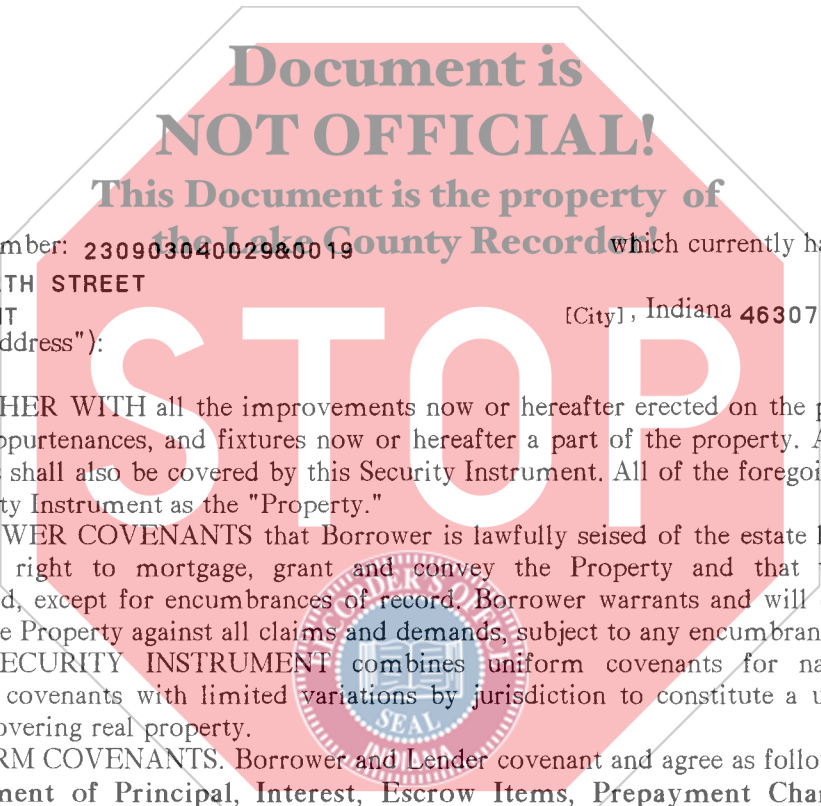 Document is
NOT OFFICIAL!
This Document is the property of
the Lake County Recorder!
mber: 230903040029&0019 which currently ha
TH STREET
T [City], Indiana 46307
ddress"):
STOP
HER WITH all the improvements now or hereafter erected on the p
ppurtenances, and fixtures now or hereafter a part of the property. A
s shall also be covered by this Security Instrument. All of the foregoi
ty Instrument as the "Property."
WER COVENANTS that Borrower is lawfully seised of the estate
right to mortgage, grant and convey the Property and that
d, except for encumbrances of record. Borrower warrants and will
e Property against all claims and demands, subject to any encumbran
ECURITY INSTRUMENT combines uniform covenants for na
covenants with limited variations by jurisdiction to constitute a u
overing real property.
RM COVENANTS. Borrower and Lender covenant and agree as follo
ment of Principal, Interest, Escrow Items, Prepayment Char
RECORDER'S OFFICE
SEAL